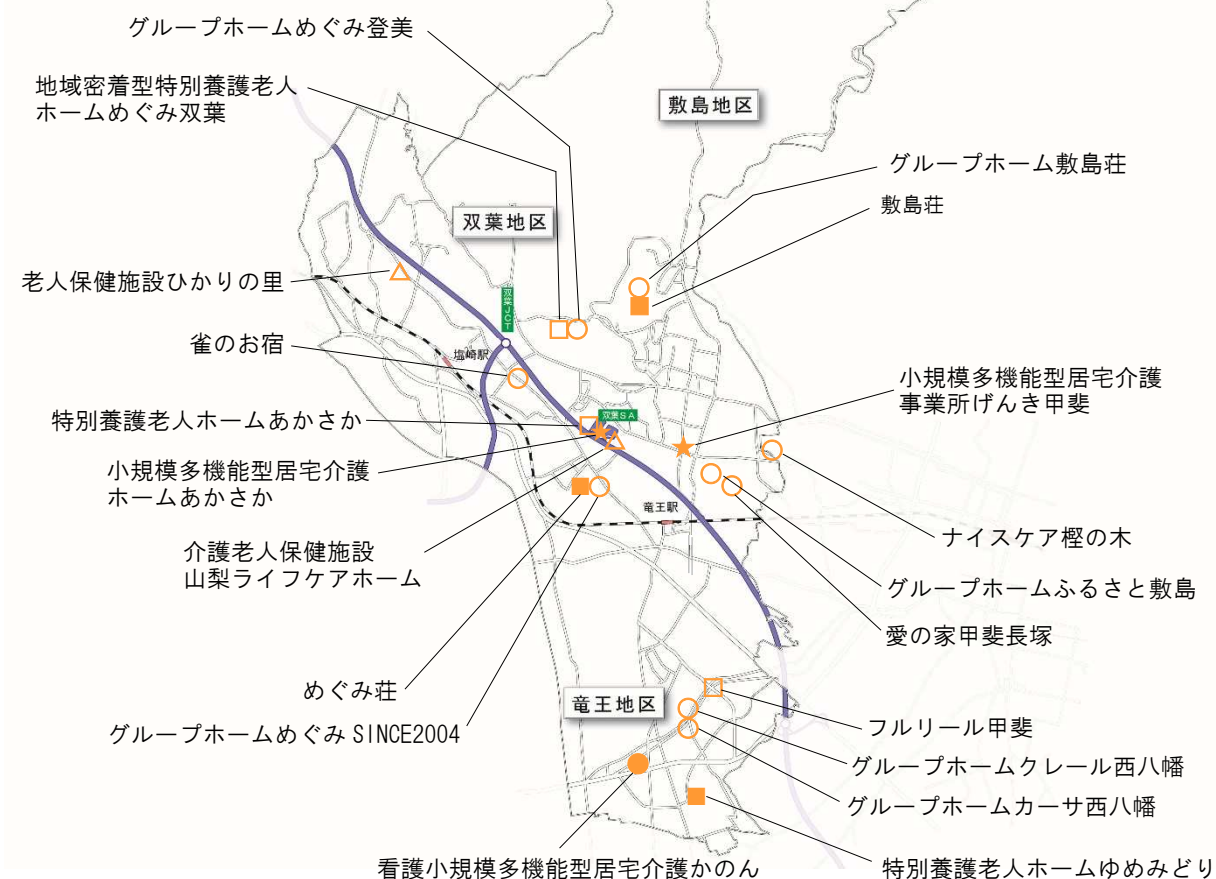 グループホームめぐみ登美
地域密着型特別養護老人
ホームめぐみ双葉
敷島地区
グループホーム敷島荘
敷島荘
双葉地区
老人保健施設ひかりの里
双葉JCT
塩崎駅
雀のお宿
小規模多機能型居宅介護
事業所げんき甲斐
特別養護老人ホームあかさか
双葉SA
小規模多機能型居宅介護
ホームあかさか
竜王駅
ナイスケア樫の木
介護老人保健施設
山梨ライフケアホーム
グループホームふるさと敷島
愛の家甲斐長塚
めぐみ荘
竜王地区
グループホームめぐみ SINCE2004
フルリール甲斐
グループホームクレール西八幡
グループホームカーサ西八幡
看護小規模多機能型居宅介護かのん
特別養護老人ホームゆめみどり